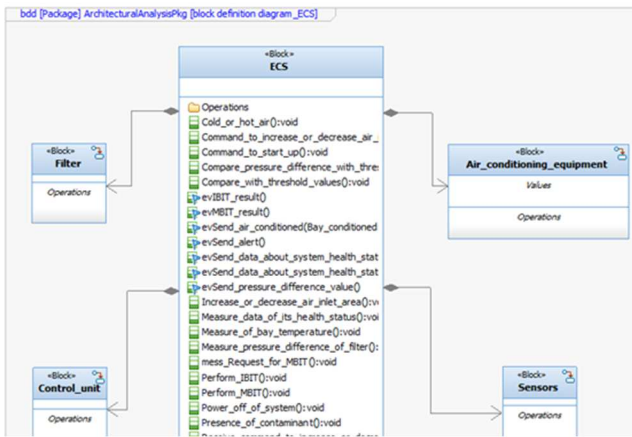 bdd [Package] ArchitecturalAnalysisPkg [block definition diagram_ECS]
«Block»
ECS
Operations
Cold_or_hot_air():void
Command_to_increase_or_decrease_air_
Command_to_start_up():void
Compare_pressure_difference_with_thre
Compare_with_threshold_values():void
evIBIT_result()
evMBIT_result()
evSend_air_conditioned(Bay_conditioned
evSend_alert()
evSend_data_about_system_health_stat
evSend_data_about_system_health_stat
evSend_pressure_difference_value()
Increase_or_decrease_air_inlet_area():v
Measure_data_of_its_health_status():voi
Measure_of_bay_temperature():void
Measure_pressure_difference_of_filter():
mess_Request_for_MBIT():void
Perform_IBIT():void
Perform_MBIT():void
Power_off_of_system():void
Presence_of_contaminant():void
«Block»
Filter
Operations
«Block»
Air_conditioning_equipment
Values
Operations
«Block»
Control_unit
Operations
«Block»
Sensors
Operations